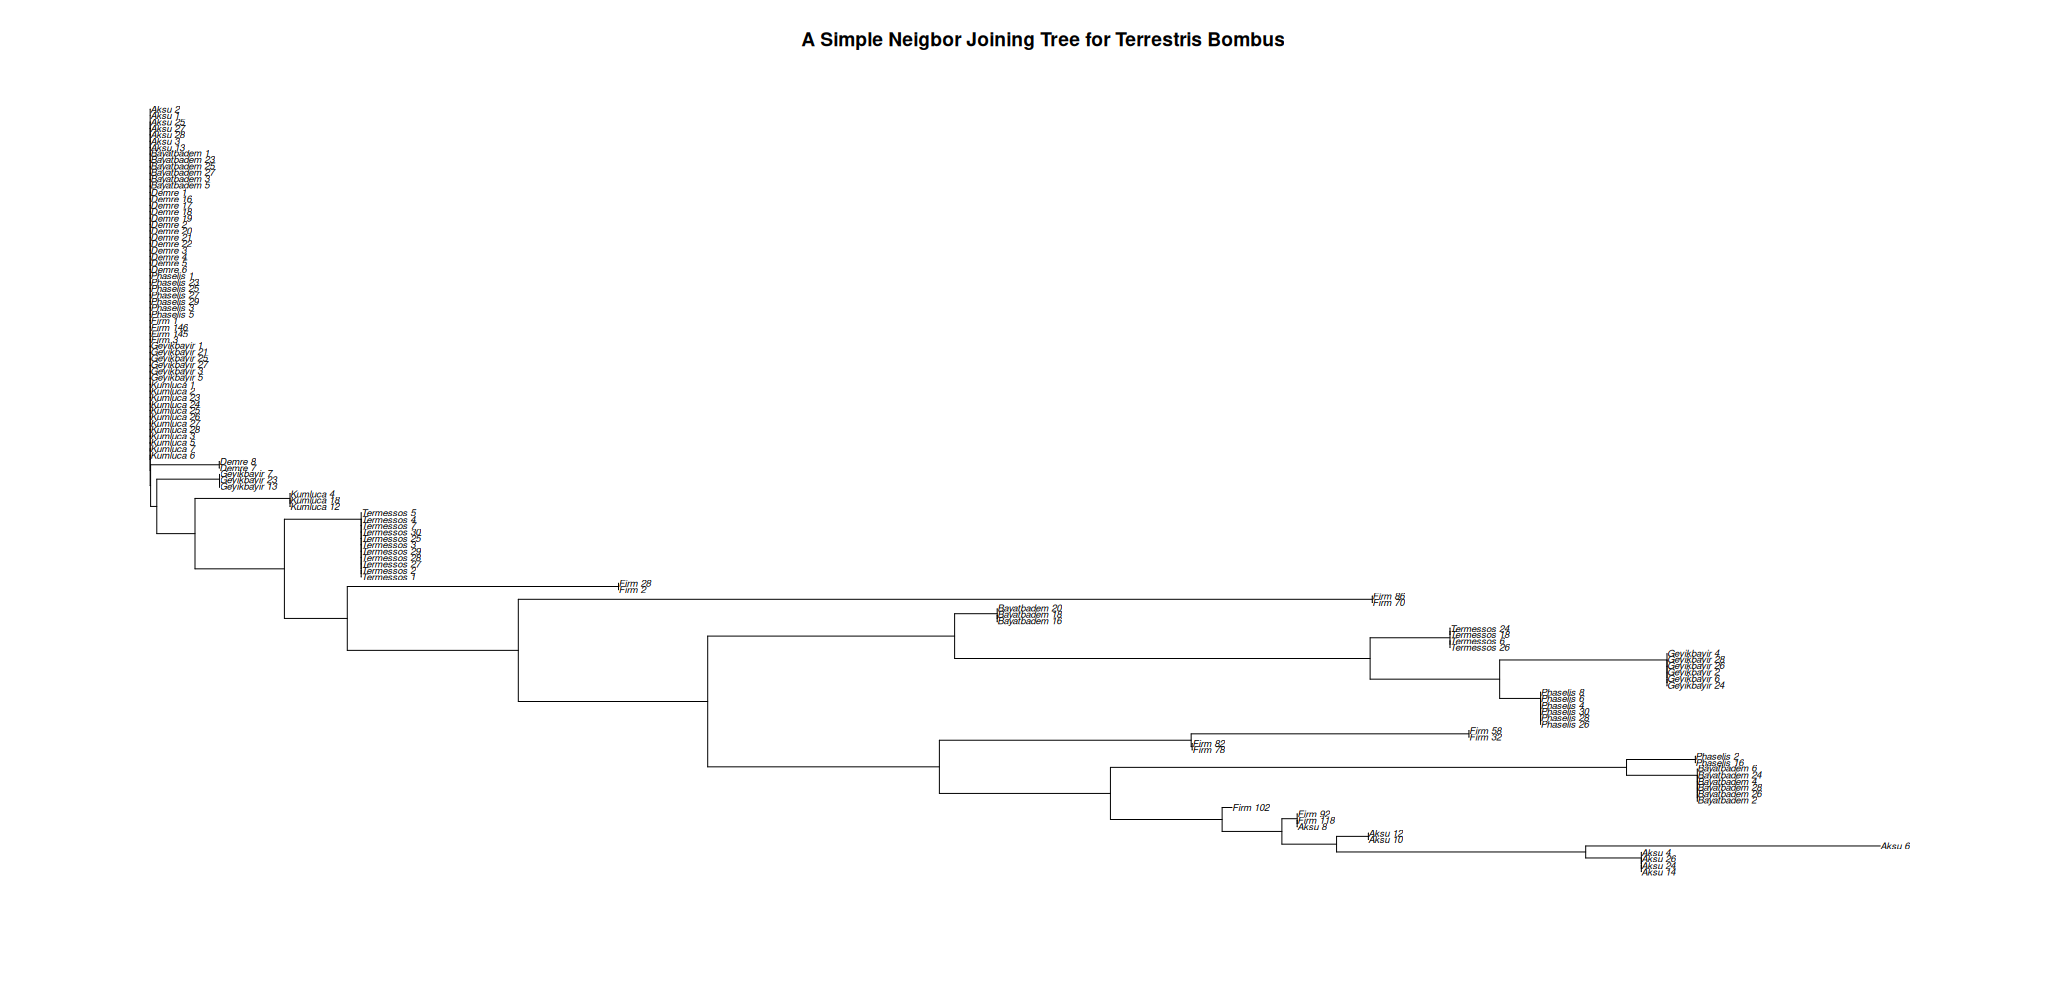 A Simple Neigbor Joining Tree for Terrestris Bombus
Aksu 2
Aksu 1
Aksu 25
Aksu 27
Aksu 28
Aksu 3
Aksu 13
Bayatbadem 1
Bayatbadem 23
Bayatbadem 25
Bayatbadem 27
Bayatbadem 3
Bayatbadem 5
Demre 1
Demre 16
Demre 17
Demre 18
Demre 19
Demre 2
Demre 20
Demre 21
Demre 22
Demre 3
Demre 4
Demre 5
Demre 6
Phaselis 1
Phaselis 23
Phaselis 25
Phaselis 27
Phaselis 29
Phaselis 3
Phaselis 5
Firm 1
Firm 146
Firm 145
Firm 3
Geyikbayir 1
Geyikbayir 21
Geyikbayir 25
Geyikbayir 27
Geyikbayir 3
Geyikbayir 5
Kumluca 1
Kumluca 2
Kumluca 23
Kumluca 24
Kumluca 25
Kumluca 26
Kumluca 27
Kumluca 28
Kumluca 3
Kumluca 5
Kumluca 7
Kumluca 6
Demre 8
Demre 7
Geyikbayir 7
Geyikbayir 23
Geyikbayir 13
Kumluca 4
Kumluca 18
Kumluca 12
Termessos 5
Termessos 4
Termessos 7
Termessos 30
Termessos 25
Termessos 3
Termessos 29
Termessos 28
Termessos 27
Termessos 2
Termessos 1
Firm 28
Firm 2
Firm 86
Firm 70
Bayatbadem 20
Bayatbadem 18
Bayatbadem 16
Termessos 24
Termessos 18
Termessos 6
Termessos 26
Geyikbayir 4
Geyikbayir 28
Geyikbayir 26
Geyikbayir 2
Geyikbayir 6
Geyikbayir 24
Phaselis 8
Phaselis 6
Phaselis 4
Phaselis 30
Phaselis 28
Phaselis 26
Firm 58
Firm 32
Firm 82
Firm 78
Phaselis 2
Phaselis 16
Bayatbadem 6
Bayatbadem 24
Bayatbadem 4
Bayatbadem 28
Bayatbadem 26
Bayatbadem 2
Firm 102
Firm 92
Firm 118
Aksu 8
Aksu 12
Aksu 10
Aksu 6
Aksu 4
Aksu 26
Aksu 24
Aksu 14